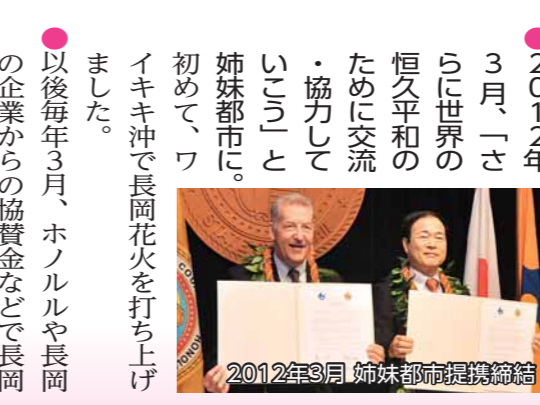 2012年
3月、「さ
らに世界の
恒久平和の
ために交流
・協力して
いこう」と
姉妹都市に。
初めて、ワ
イキキ沖で長岡花火を打ち上げ
ました。
●以後毎年3月、ホノルルや長岡
の企業からの協賛金などで長岡
2012年3月 姉妹都市提携締結